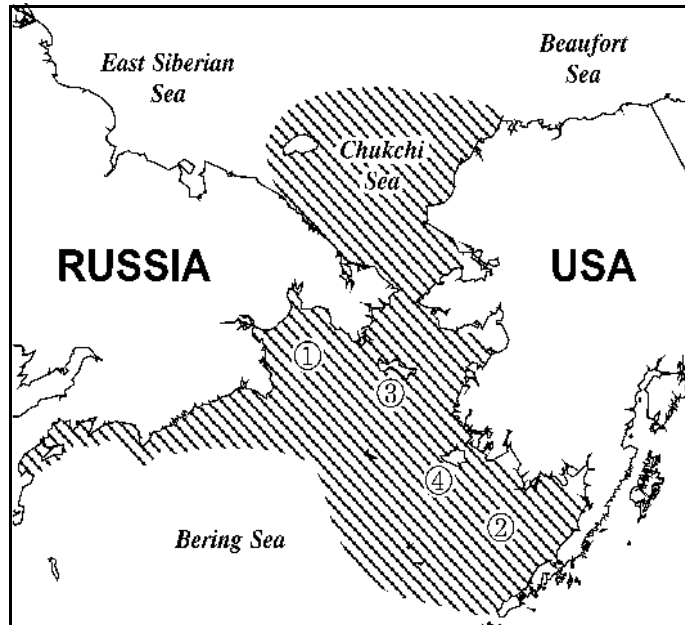 East Siberian
Sea
Beaufort
Sea
Chukchi
Sea
RUSSIA
USA
①
③
④
②
Bering Sea